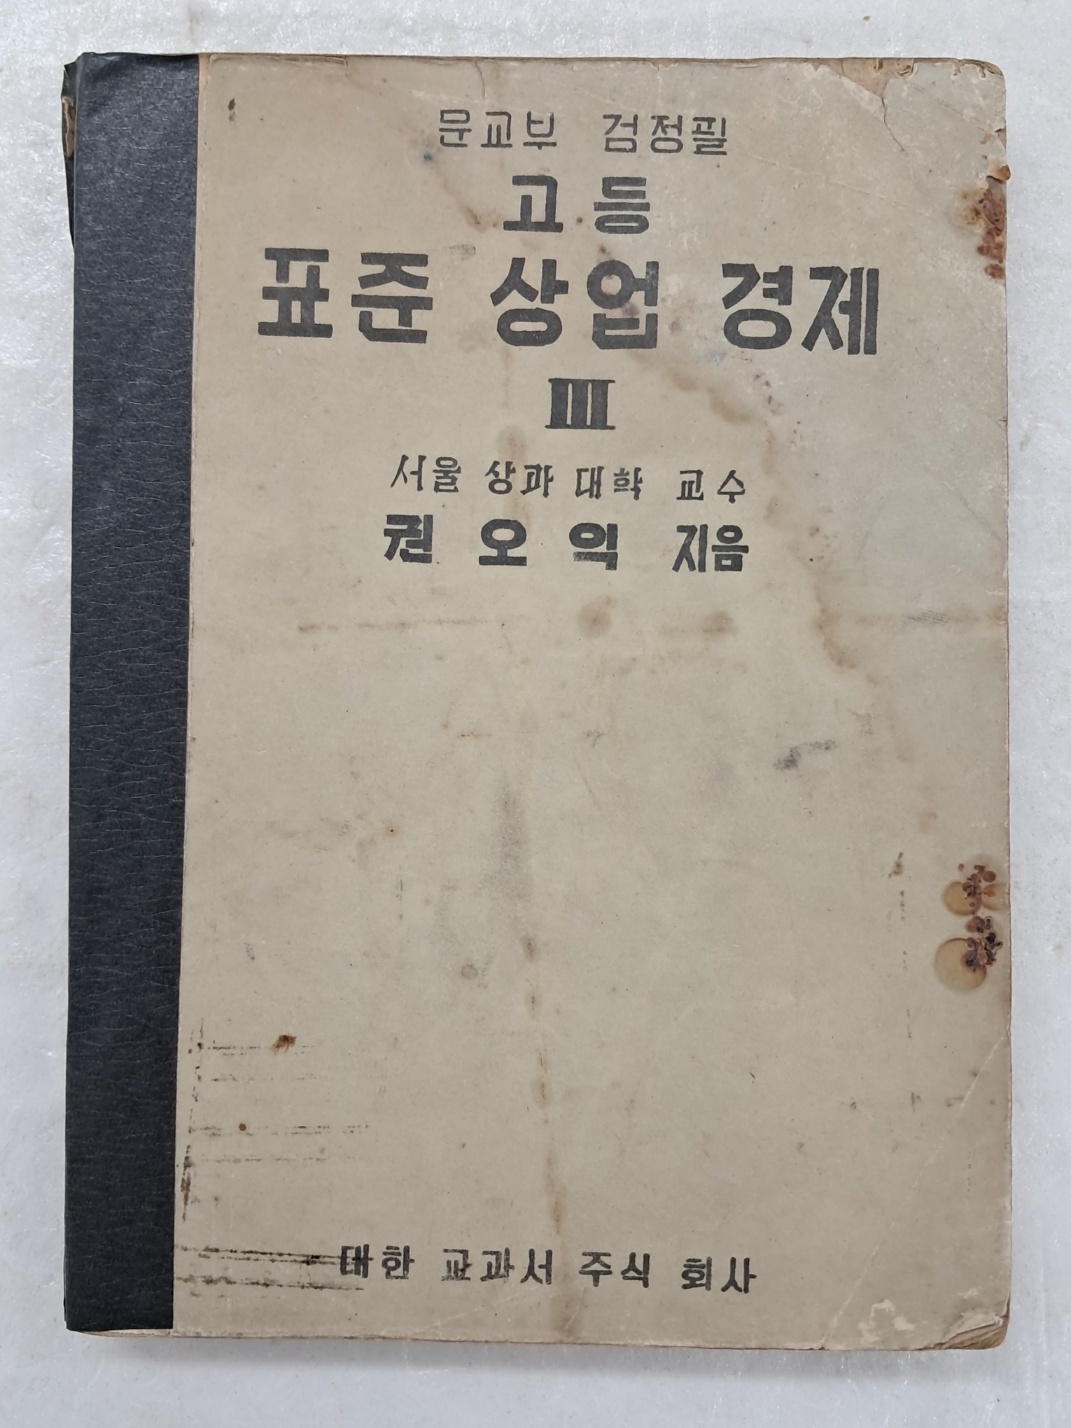 문교부 검정필
고등
표준 상업 경제
III
서울 상과 대학 교수
권오익 지음
대한 교과서 주식 회사